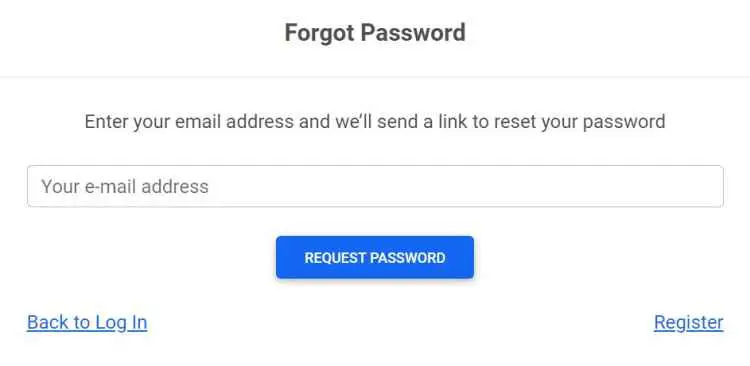 Forgot Password
Enter your email address and we’ll send a link to reset your password
Your e-mail address
REQUEST PASSWORD
Back to Log In
Register